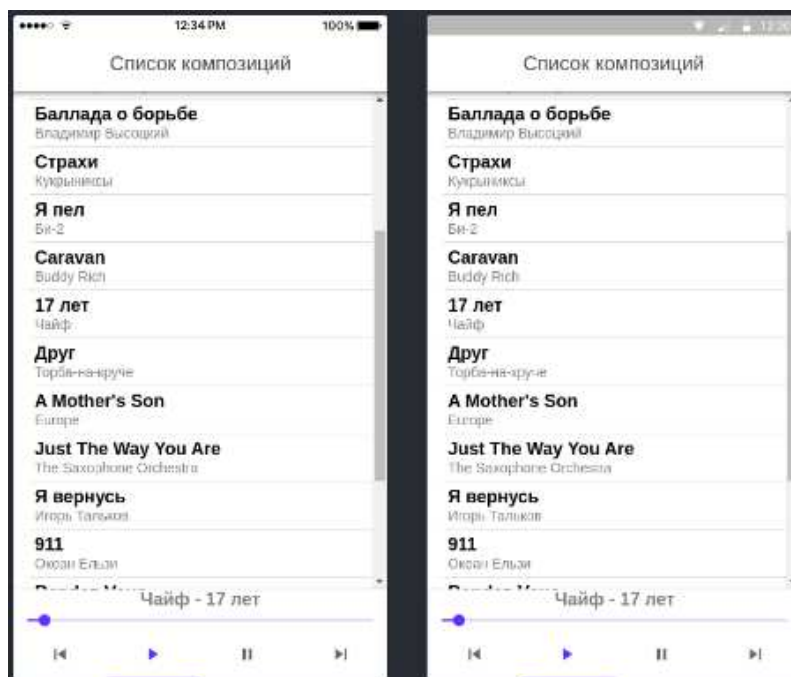 12:34 PM
100%
Список композиций
Баллада о борьбе
Владимир Высоцкий
Страхи
Кукрыниксы
Я пел
Би-2
Caravan
Buddy Rich
17 лет
Чайф
Друг
Торба-на-круче
A Mother's Son
Europe
Just The Way You Are
The Saxophone Orchestra
Я вернусь
Игорь Тальков
911
Океан Ельзи
Чайф - 17 лет
Список композиций
Баллада о борьбе
Владимир Высоцкий
Страхи
Кукрыниксы
Я пел
Би-2
Caravan
Buddy Rich
17 лет
Чайф
Друг
Торба-на-круче
A Mother's Son
Europe
Just The Way You Are
The Saxophone Orchestra
Я вернусь
Игорь Тальков
911
Океан Ельзи
Чайф - 17 лет